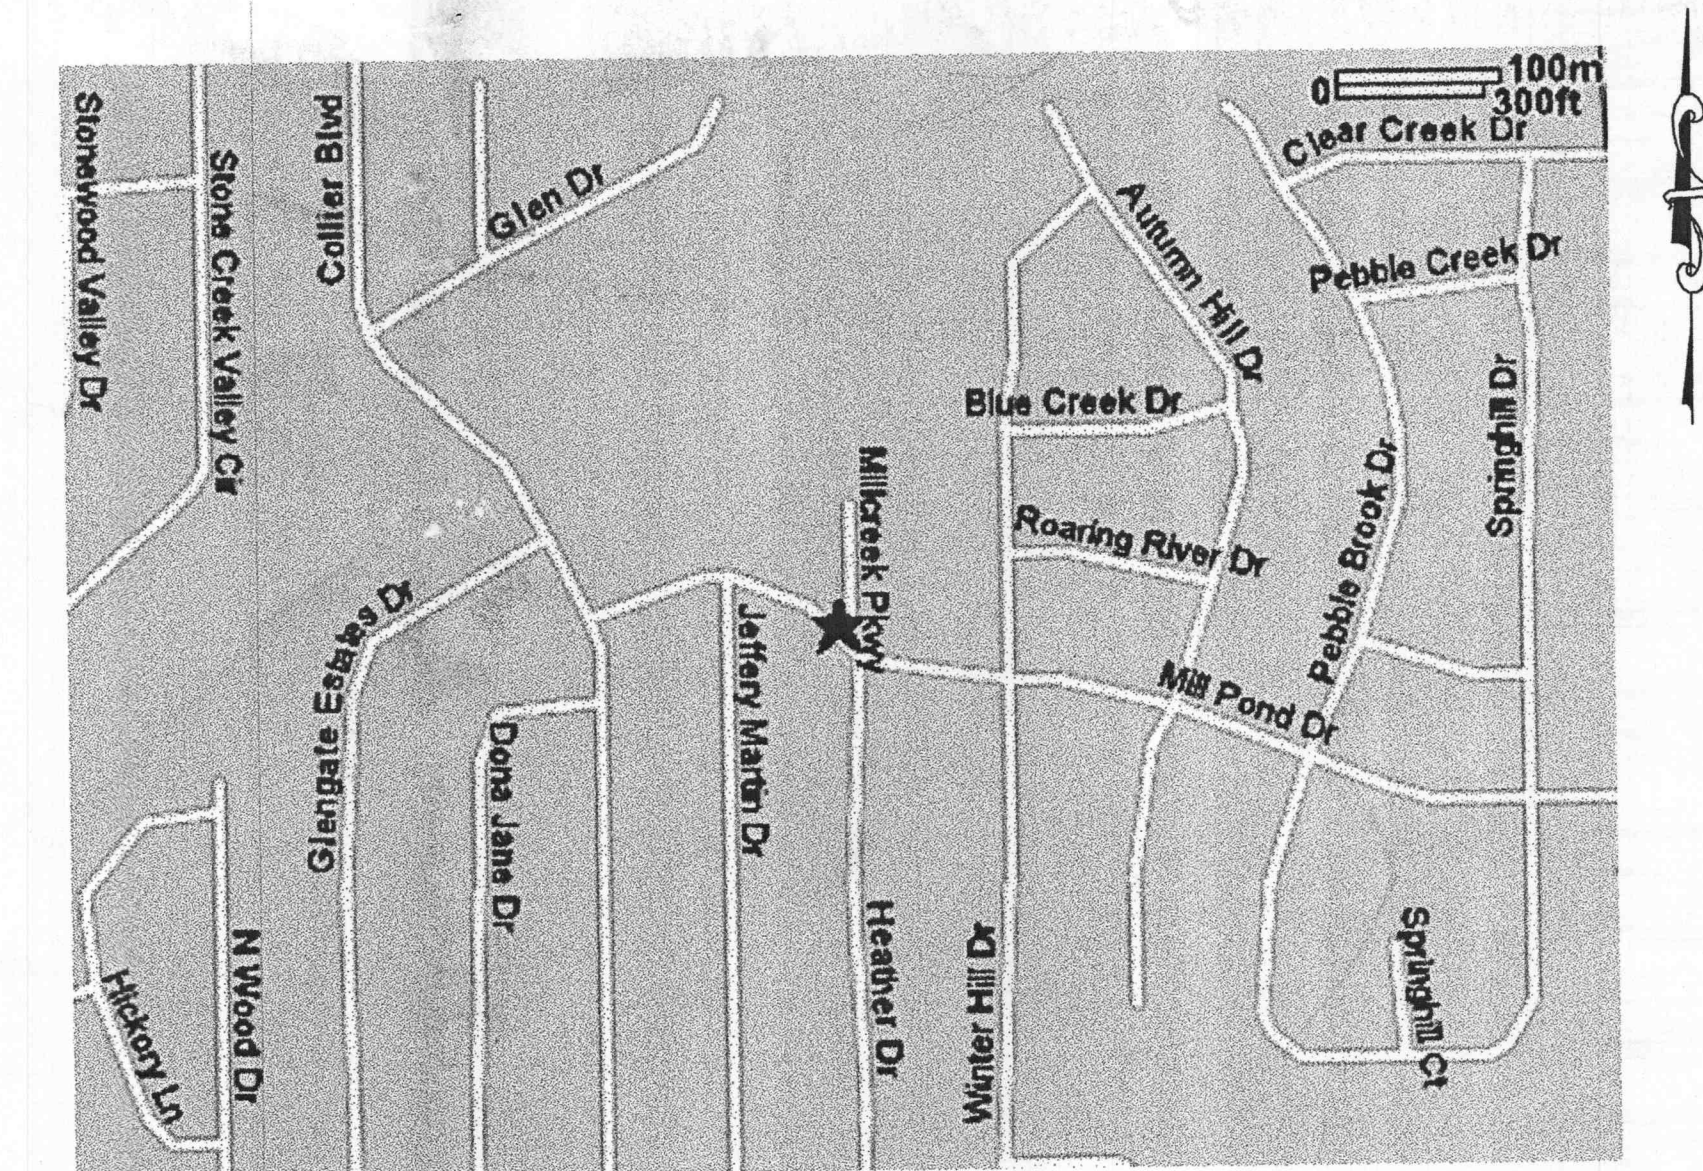 0
100m
300ft
Clear Creek Dr
Stonewood Valley Dr
Stone Creek Valley Cir
Collier Blvd
Glen Dr
Autumn Hill Dr
Pebble Creek Dr
Springhill Dr
Blue Creek Dr
Millcreek Pkwy
Roaring River Dr
Pebble Brook Dr
Glengate Estates Dr
Jeffery Martin Dr
Mill Pond Dr
Dona Jana Dr
Heather Dr
Winter Hill Dr
Springhill Ct
N Wood Dr
Hickory Ln